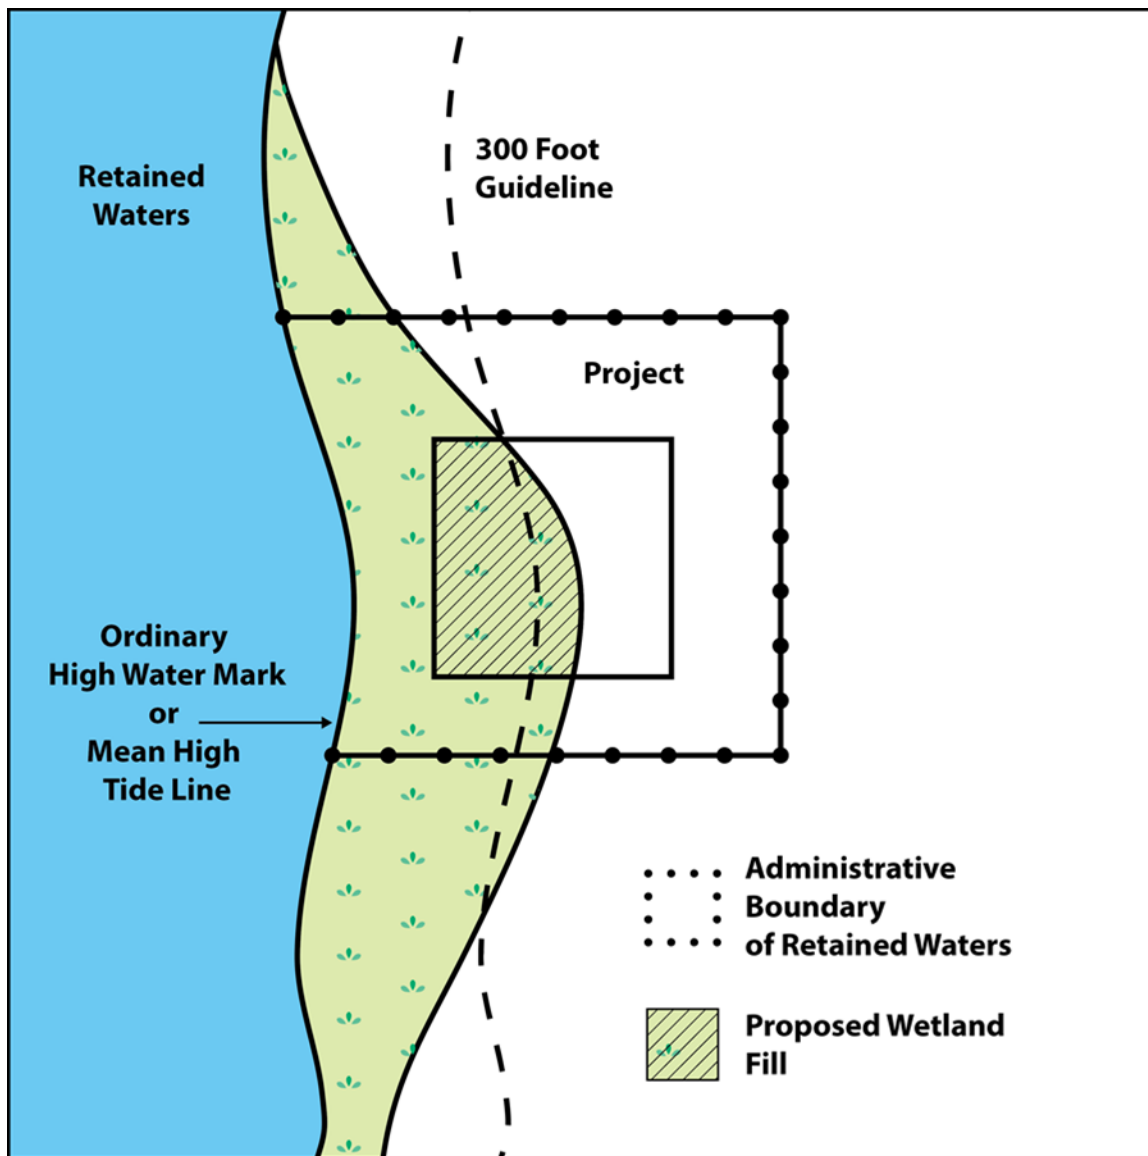 Retained
Waters
300 Foot
Guideline
Project
Ordinary
High Water Mark
or
Mean High
Tide Line
Administrative
Boundary
of Retained Waters
Proposed Wetland
Fill